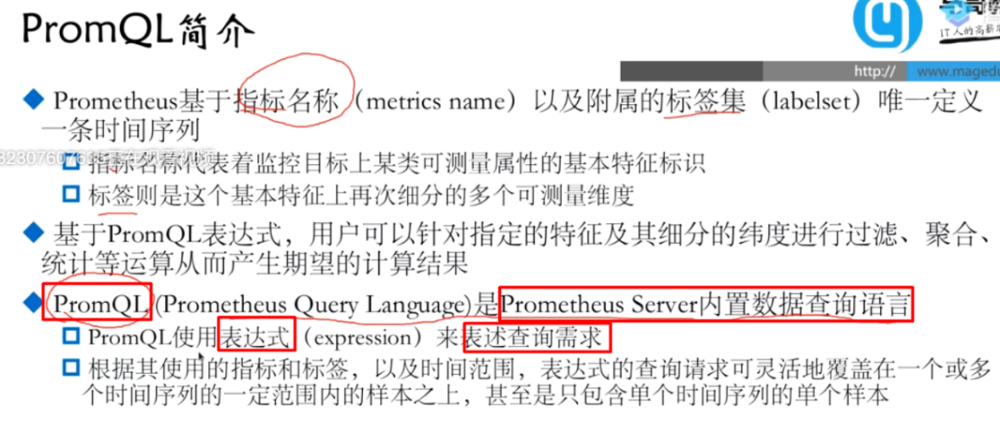 PromQL简介
IT人的高薪
http://
www.magedu
Prometheus基于指标名称（metrics name）以及附属的标签集（labelset）唯一定义
一条时间序列
指标名称代表着监控目标上某类可测量属性的基本特征标识
标签则是这个基本特征上再次细分的多个可测量维度
基于PromQL表达式，用户可以针对指定的特征及其细分的纬度进行过滤、聚合、
统计等运算从而产生期望的计算结果
PromQL (Prometheus Query Language)是Prometheus Server内置数据查询语言
PromQL使用表达式（expression）来表述查询需求
根据其使用的指标和标签，以及时间范围，表达式的查询请求可灵活地覆盖在一个或多
个时间序列的一定范围内的样本之上，甚至是只包含单个时间序列的单个样本